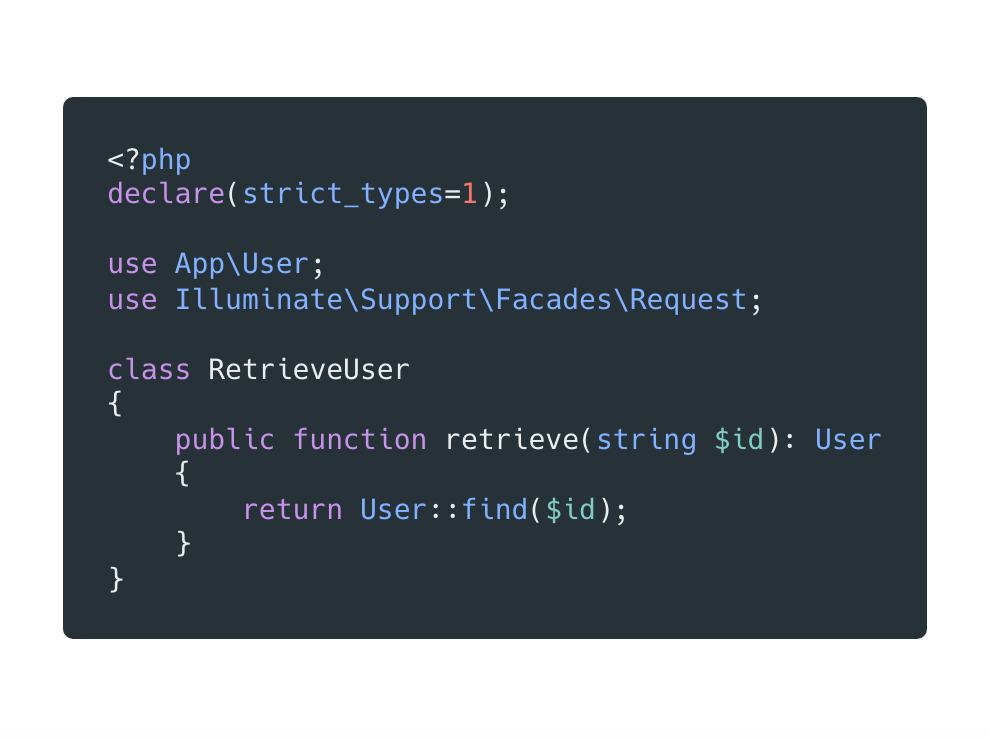 <?php
declare(strict_types=1);
use App\User;
use Illuminate\Support\Facades\Request;
class RetrieveUser
{
    public function retrieve(string $id): User
    {
        return User::find($id);
    }
}